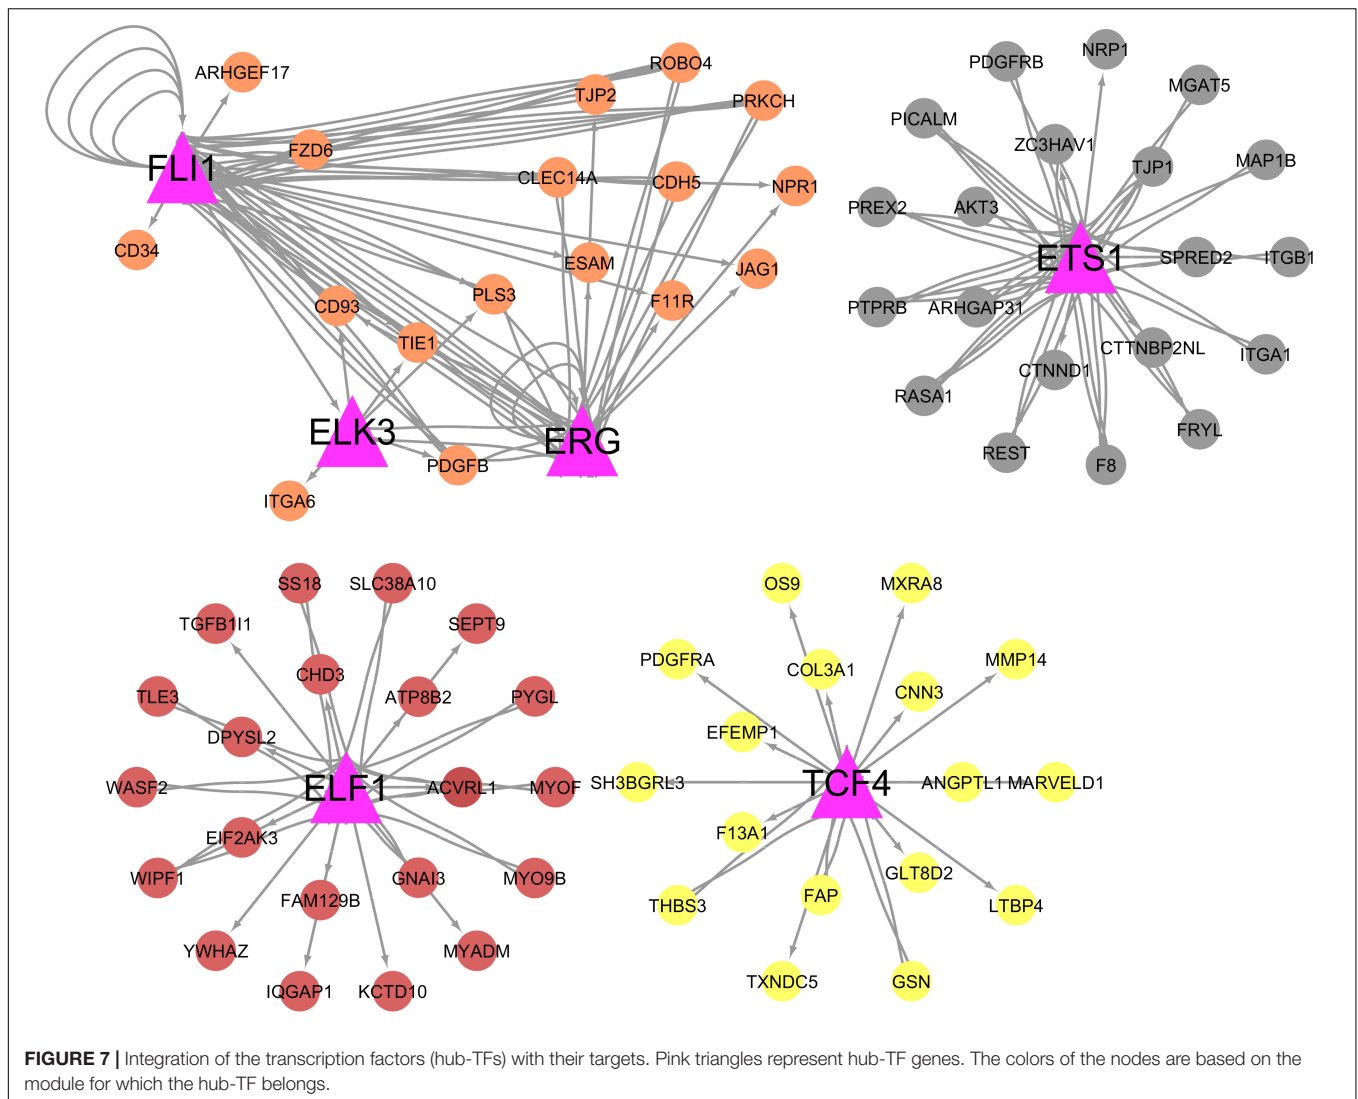 ARHGEF17
ROBO4
TJP2
PRKCH
FZD6
FLI1
CLEC14A
CDH5
NPR1
CD34
ESAM
JAG1
PLS3
F11R
CD93
TIE1
ELK3
ERG
PDGFB
ITGA6
NRP1
PDGFRB
MGAT5
PICALM
ZC3HAV1
TJP1
MAP1B
PREX2
AKT3
ETS1
SPRED2
ITGB1
PTPRB
ARHGAP31
CTTNBP2NL
ITGA1
CTNND1
RASA1
FRYL
REST
F8
SS18
SLC38A10
TGFB1I1
SEPT9
CHD3
ATP8B2
PYGL
TLE3
DPYSL2
WASF2
ELF1
ACVRL1
MYOF
EIF2AK3
WIPF1
GNAI3
MYO9B
FAM129B
YWHAZ
MYADM
IQGAP1
KCTD10
OS9
MXRA8
PDGFRA
COL3A1
MMP14
CNN3
EFEMP1
SH3BGRL3
TCF4
ANGPTL1
MARVELD1
F13A1
GLT8D2
THBS3
FAP
LTBP4
TXNDC5
GSN
FIGURE 7 | Integration of the transcription factors (hub-TFs) with their targets. Pink triangles represent hub-TF genes. The colors of the nodes are based on the
module for which the hub-TF belongs.